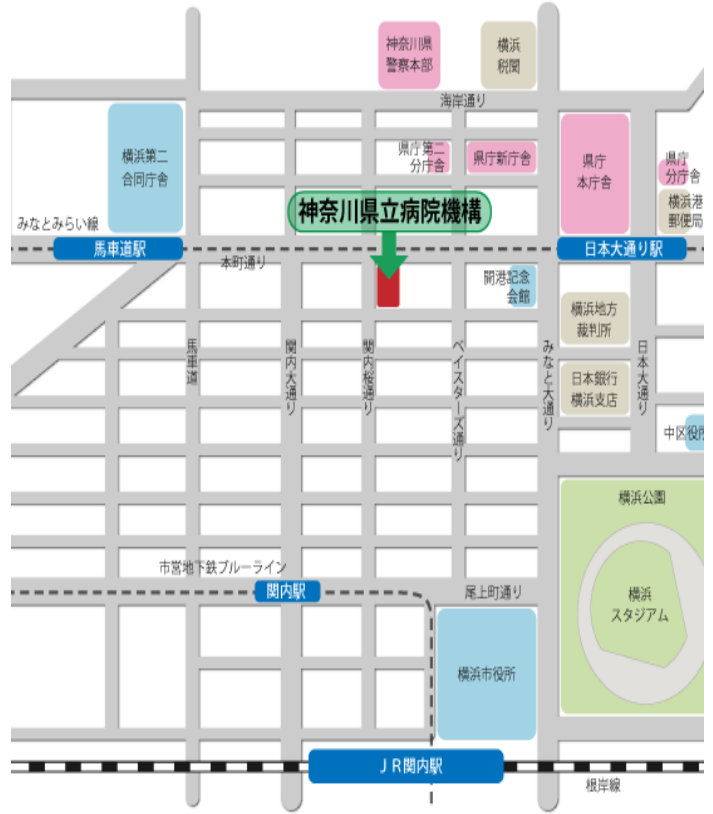 神奈川県
警察本部
横浜
税関
海岸通り
横浜第二
合同庁舎
県庁第二
分庁舎
県庁新庁舎
県庁
本庁舎
県庁
分庁舎
横浜港
郵便局
神奈川県立病院機構
みなとみらい線
馬車道駅
日本大通り駅
本町通り
開港記念
会館
横浜地方
裁判所
馬車道
関内大通り
関内桜通り
ベイスターズ通り
みなと大通り
日本大通り
日本銀行
横浜支店
中区役所
横浜公園
市営地下鉄ブルーライン
関内駅
尾上町通り
横浜
スタジアム
横浜市役所
JR関内駅
根岸線